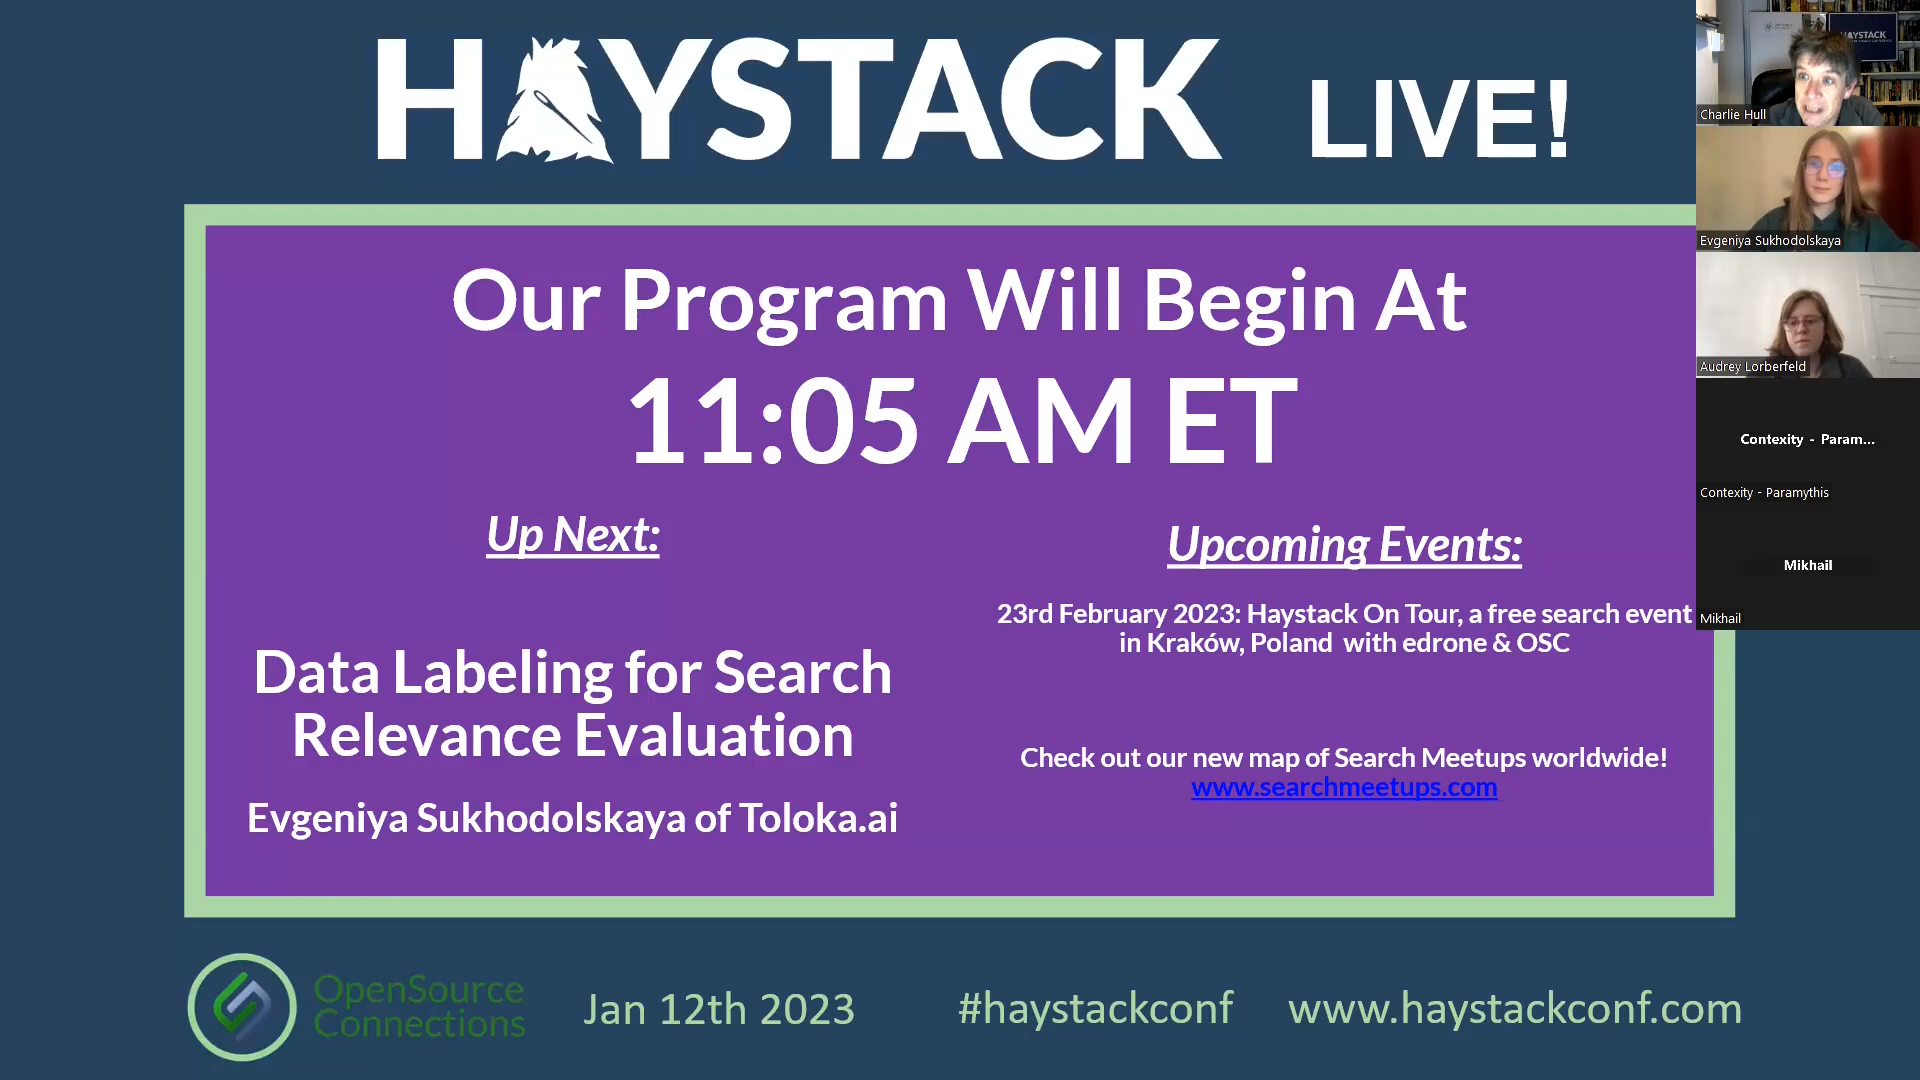 HAYSTACK LIVE!
Our Program Will Begin At
11:05 AM ET
Up Next:
Data Labeling for Search
Relevance Evaluation
Evgeniya Sukhodolskaya of Toloka.ai
Upcoming Events:
23rd February 2023: Haystack On Tour, a free search event
in Kraków, Poland with edrone & OSC
Check out our new map of Search Meetups worldwide!
www.searchmeetups.com
OpenSource
Connections
Jan 12th 2023
#haystackconf
www.haystackconf.com
HAYSTACK
Charlie Hull
Evgeniya Sukhodolskaya
Audrey Lorberfeld
Contexity - Param...
Contexity - Paramythis
Mikhail
Mikhail